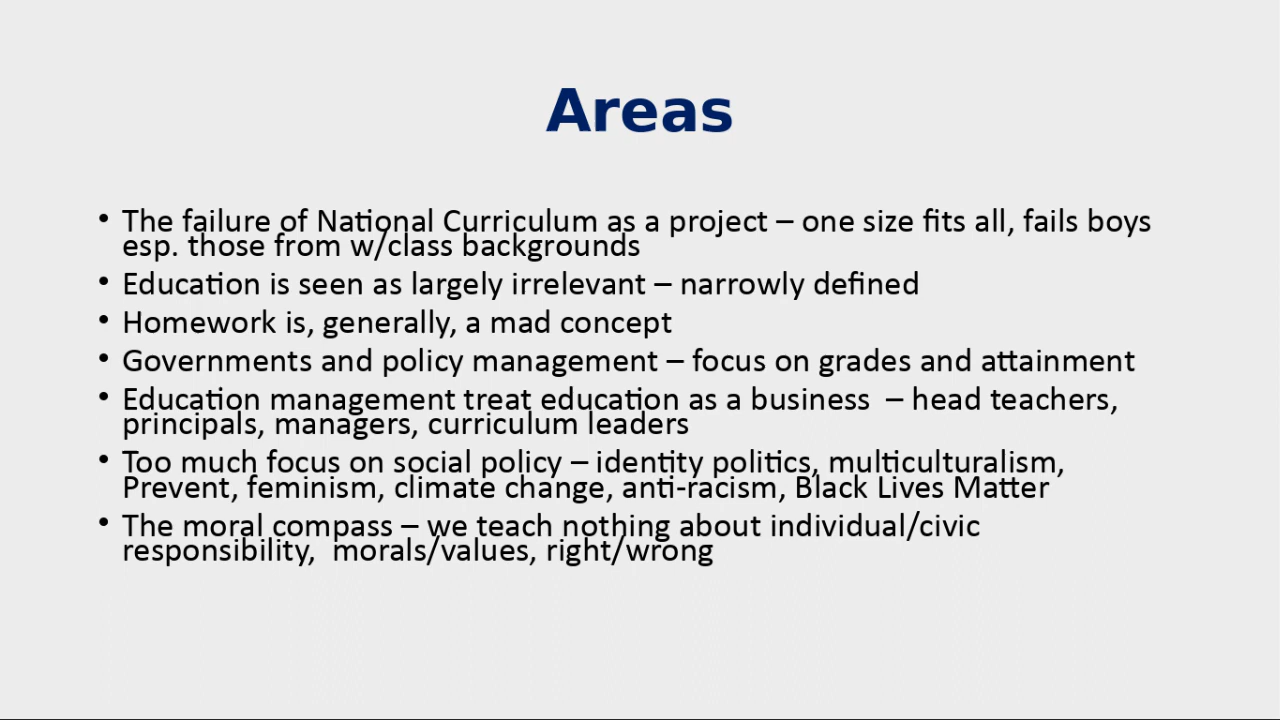 Areas
• The failure of National Curriculum as a project – one size fits all, fails boys
esp. those from w/class backgrounds
• Education is seen as largely irrelevant – narrowly defined
• Homework is, generally, a mad concept
• Governments and policy management – focus on grades and attainment
• Education management treat education as a business  – head teachers,
principals, managers, curriculum leaders
• Too much focus on social policy – identity politics, multiculturalism,
Prevent, feminism, climate change, anti-racism, Black Lives Matter
• The moral compass – we teach nothing about individual/civic
responsibility,  morals/values, right/wrong